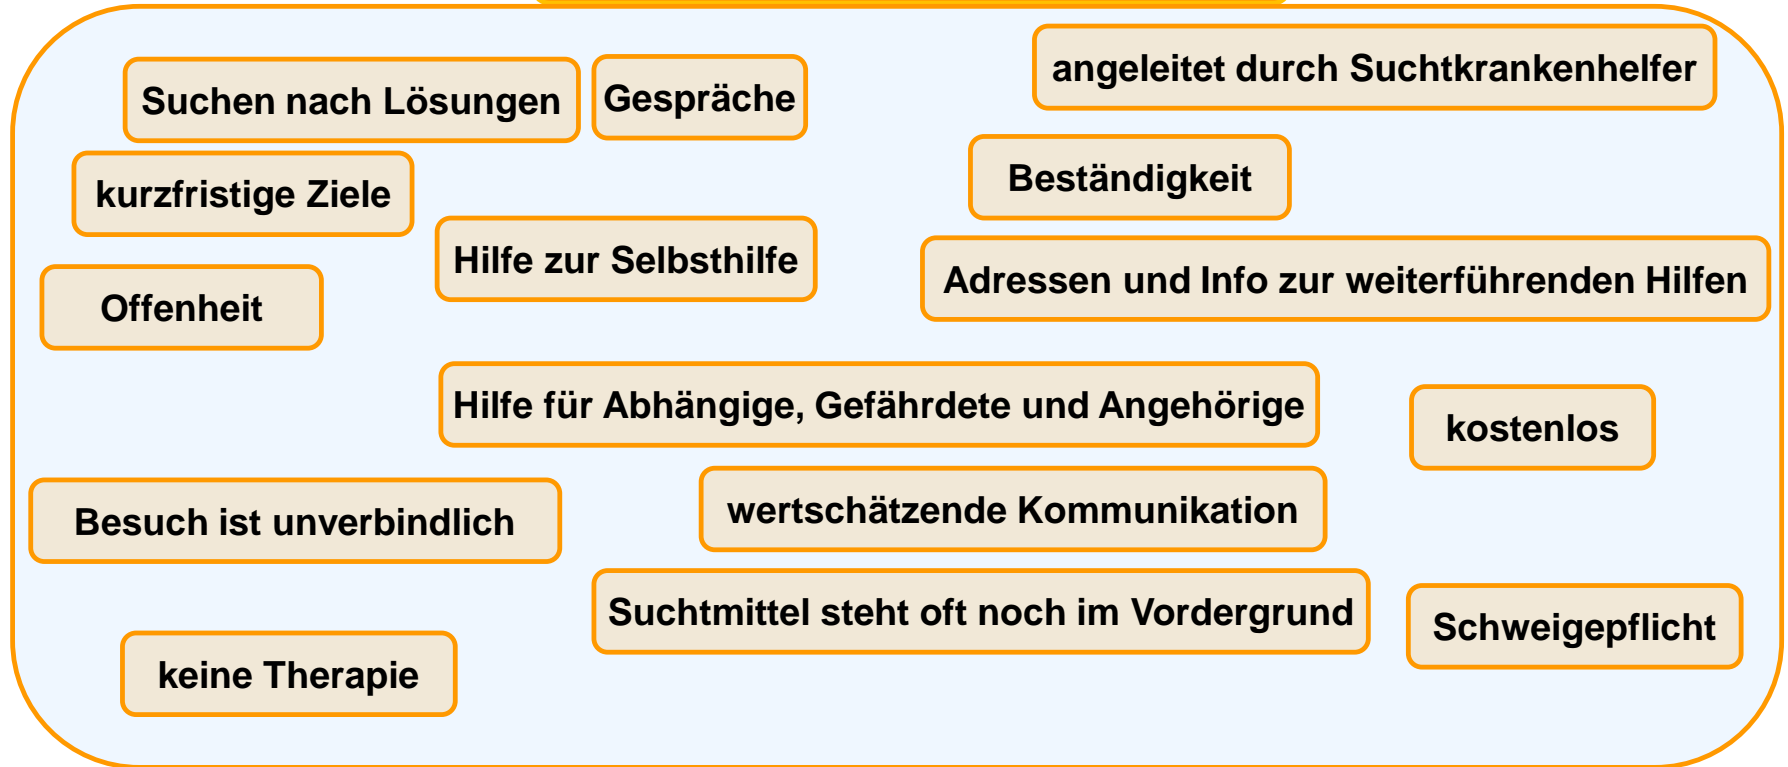 angeleitet durch Suchtkrankenhelfer
Suchen nach Lösungen
Gespräche
Beständigkeit
kurzfristige Ziele
Hilfe zur Selbsthilfe
Adressen und Info zur weiterführenden Hilfen
Offenheit
Hilfe für Abhängige, Gefährdete und Angehörige
kostenlos
wertschätzende Kommunikation
Besuch ist unverbindlich
Suchtmittel steht oft noch im Vordergrund
Schweigepflicht
keine Therapie